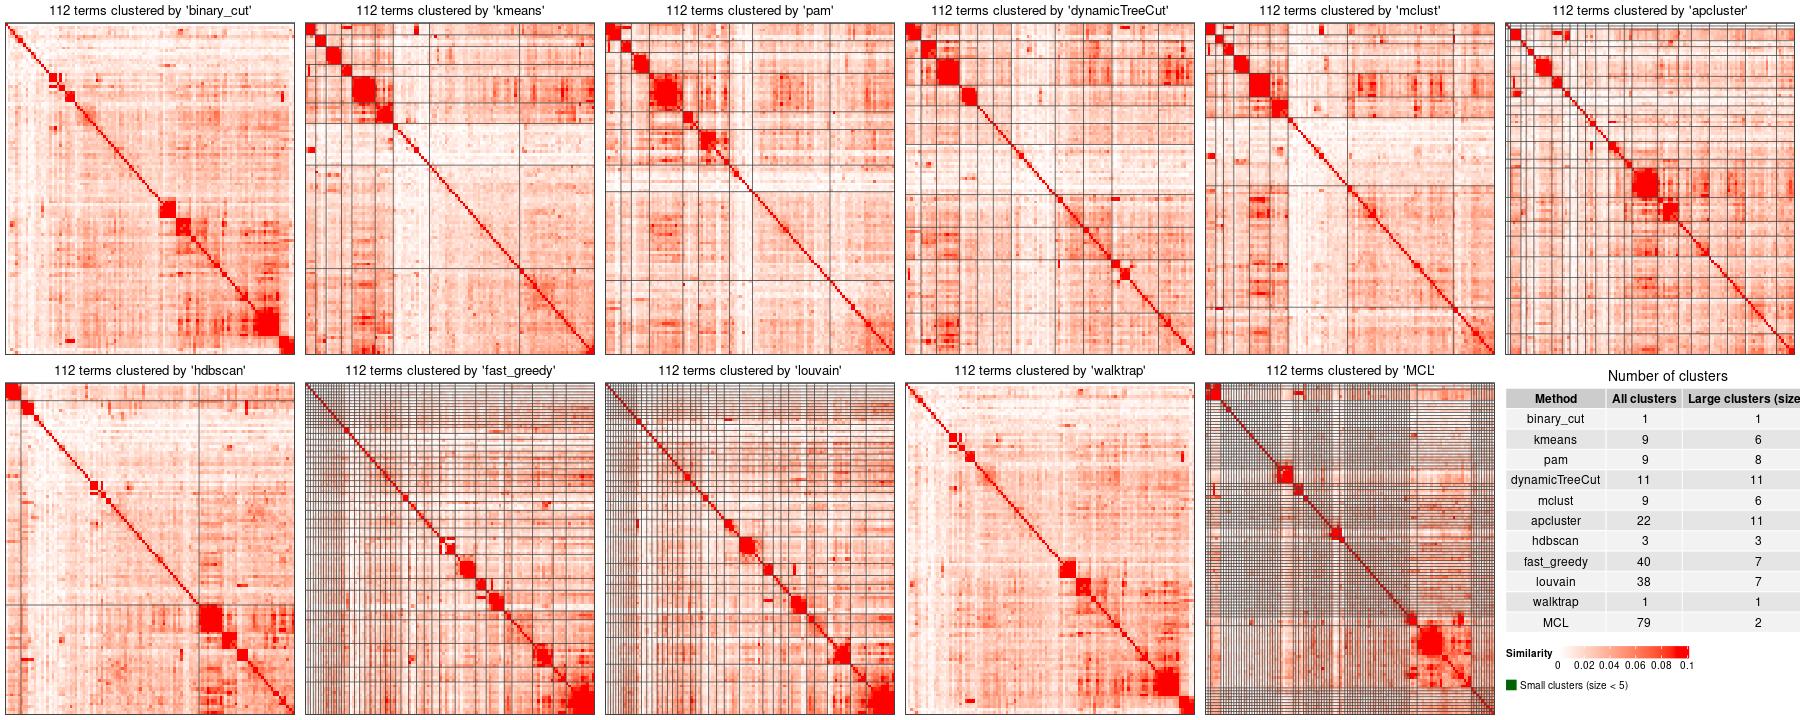 112 terms clustered by 'binary_cut'
112 terms clustered by 'kmeans'
112 terms clustered by 'pam'
112 terms clustered by 'dynamicTreeCut'
112 terms clustered by 'mclust'
112 terms clustered by 'apcluster'
112 terms clustered by 'hdbscan'
112 terms clustered by 'fast_greedy'
112 terms clustered by 'louvain'
112 terms clustered by 'walktrap'
112 terms clustered by 'MCL'
Number of clusters
Method All clusters Large clusters (size
binary_cut 1 1
kmeans 9 6
pam 9 8
dynamicTreeCut 11 11
mclust 9 6
apcluster 22 11
hdbscan 3 3
fast_greedy 40 7
louvain 38 7
walktrap 1 1
MCL 79 2
Similarity
0 0.02 0.04 0.06 0.08 0.1
Small clusters (size < 5)